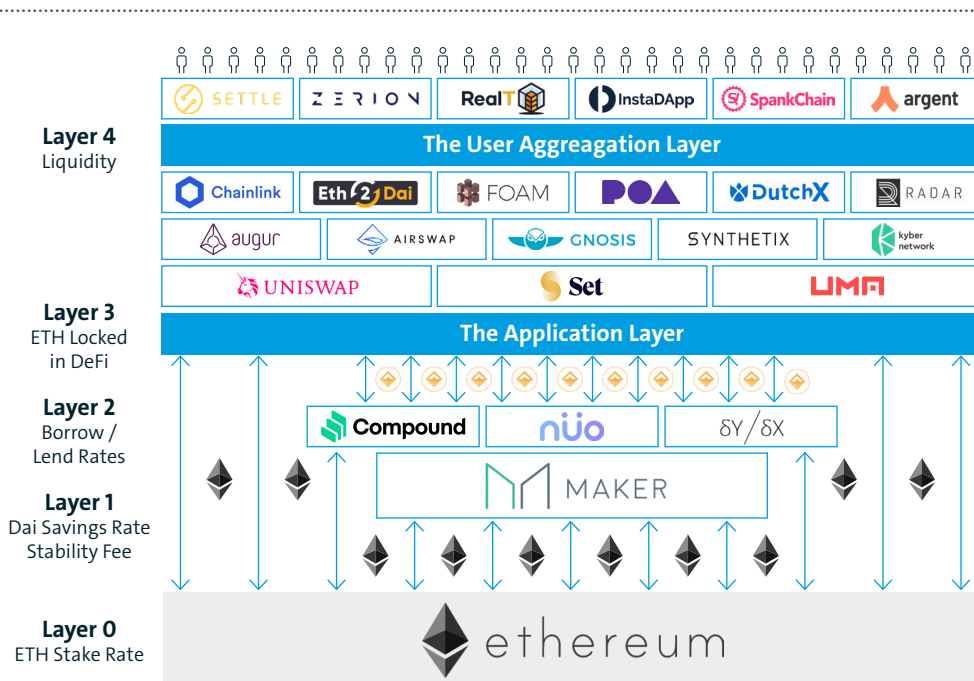 SETTLE
ZERION
RealT
InstaDApp
SpankChain
argent
Layer 4
Liquidity
The User Aggreagation Layer
Chainlink
Eth 2 Dai
FOAM
POA
DutchX
RADAR
augur
AIRSWAP
GNOSIS
SYNTHETIX
kyber
network
UNISWAP
Set
UMA
Layer 3
ETH Locked
in DeFi
The Application Layer
Layer 2
Borrow /
Lend Rates
Compound
nüo
δY/δX
MAKER
Layer 1
Dai Savings Rate
Stability Fee
Layer 0
ETH Stake Rate
ethereum